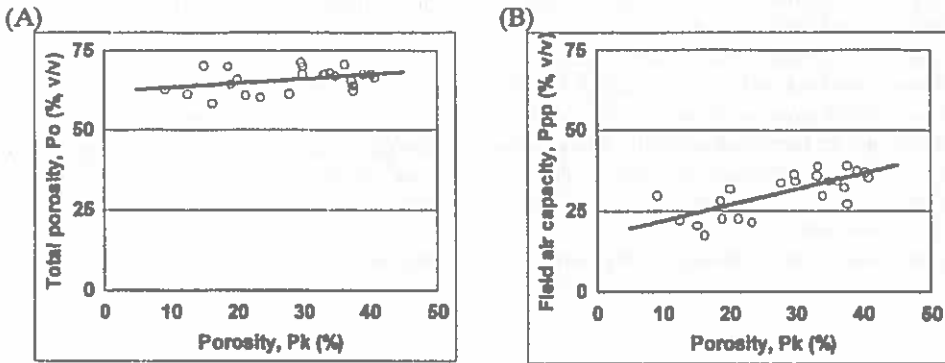 (A)
Total porosity, Po (%, v/v)
75
50
25
0
0 10 20 30 40 50
Porosity, Pk (%)
(B)
Field air capacity, Ppp (%, v/v)
75
50
25
0
0 10 20 30 40 50
Porosity, Pk (%)